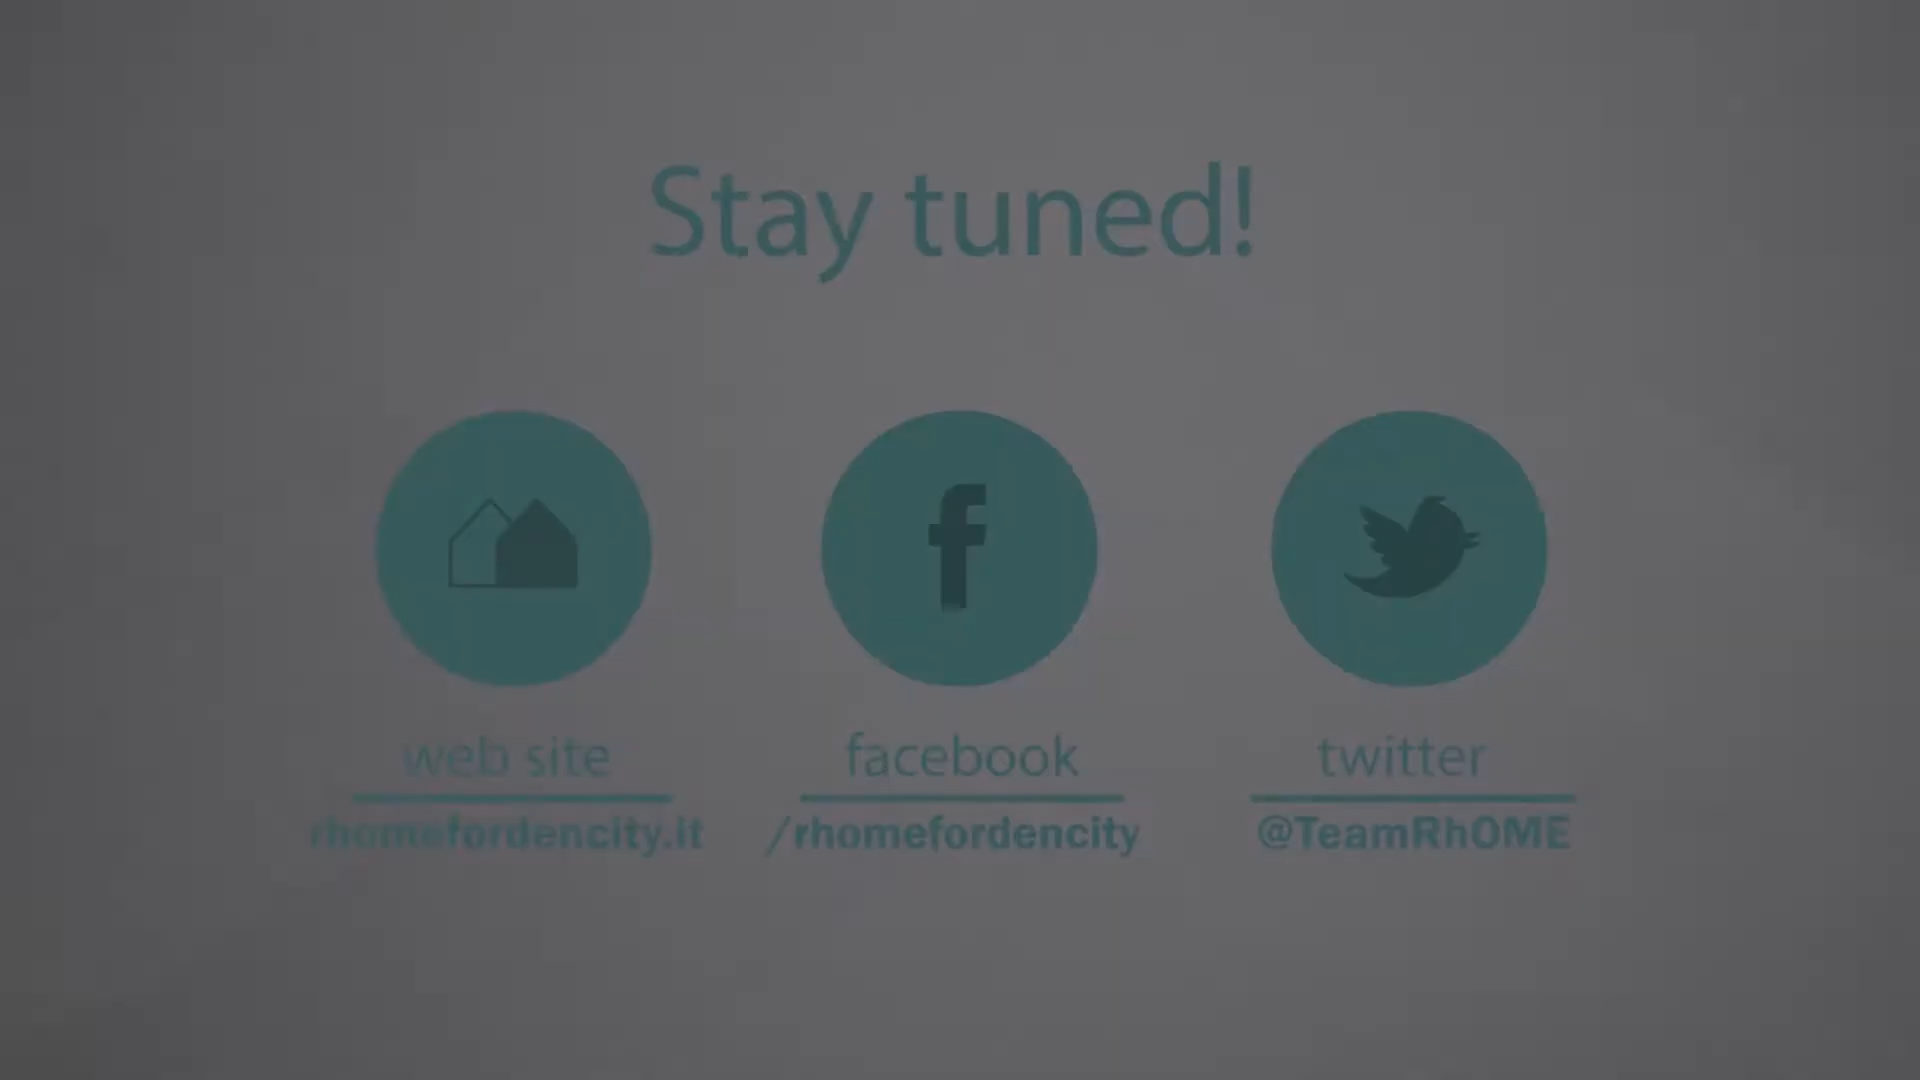 Stay tuned!
web site
facebook
twitter
rhomefordencity.it
/rhomefordencity
@TeamRhOME